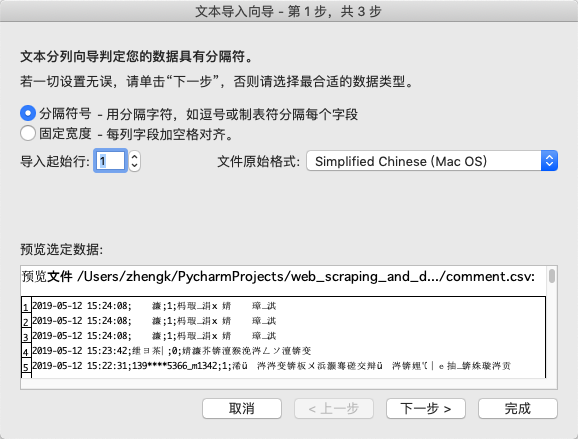 文本导入向导 - 第 1 步，共 3 步
文本分列向导判定您的数据具有分隔符。
若一切设置无误，请单击“下一步”，否则请选择最合适的数据类型。
分隔符号 - 用分隔字符，如逗号或制表符分隔每个字段
固定宽度 - 每列字段加空格对齐。
导入起始行: 1 文件原始格式: Simplified Chinese (Mac OS)
预览选定数据:
预览文件 /Users/zhengk/PycharmProjects/web_scraping_and_d.../comment.csv:
1 2019-05-12 15:24:08;
2 2019-05-12 15:24:08;
3 2019-05-12 15:24:08;
4 2019-05-12 15:23:42;
5 2019-05-12 15:22:31;139****5366_m1342;1;
取消 < 上一步 下一步 > 完成